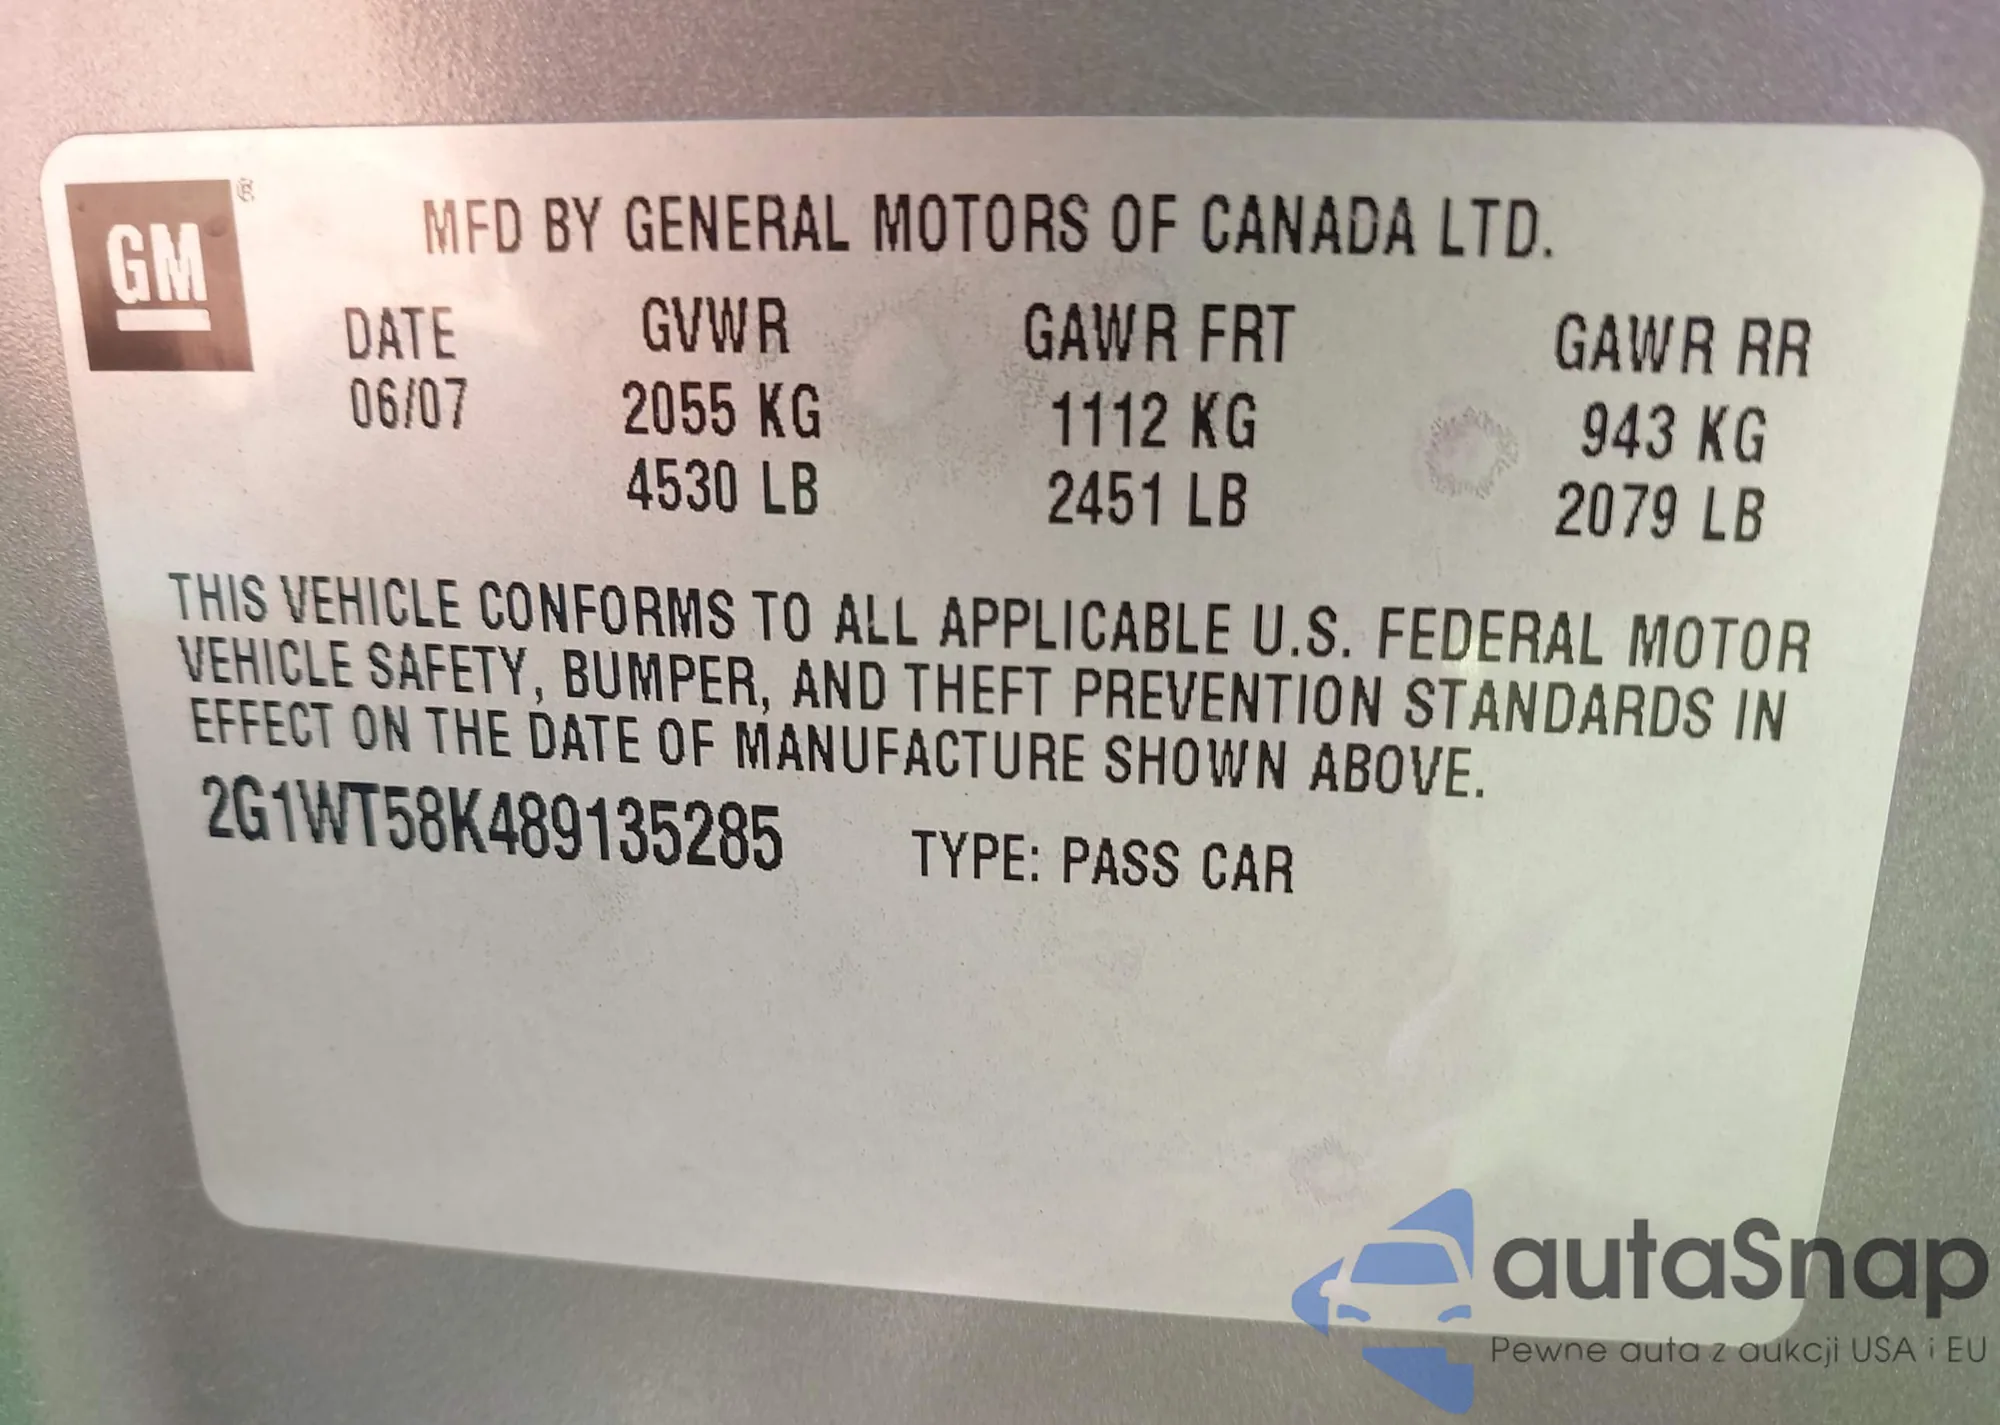 GM ®
MFD BY GENERAL MOTORS OF CANADA LTD.
DATE GVWR GAWR FRT GAWR RR
06/07 2055 KG 1112 KG 943 KG
4530 LB 2451 LB 2079 LB
THIS VEHICLE CONFORMS TO ALL APPLICABLE U.S. FEDERAL MOTOR
VEHICLE SAFETY, BUMPER, AND THEFT PREVENTION STANDARDS IN
EFFECT ON THE DATE OF MANUFACTURE SHOWN ABOVE.
2G1WT58K489135285 TYPE: PASS CAR
autaSnap
Pewne auta z aukcji USA i EU